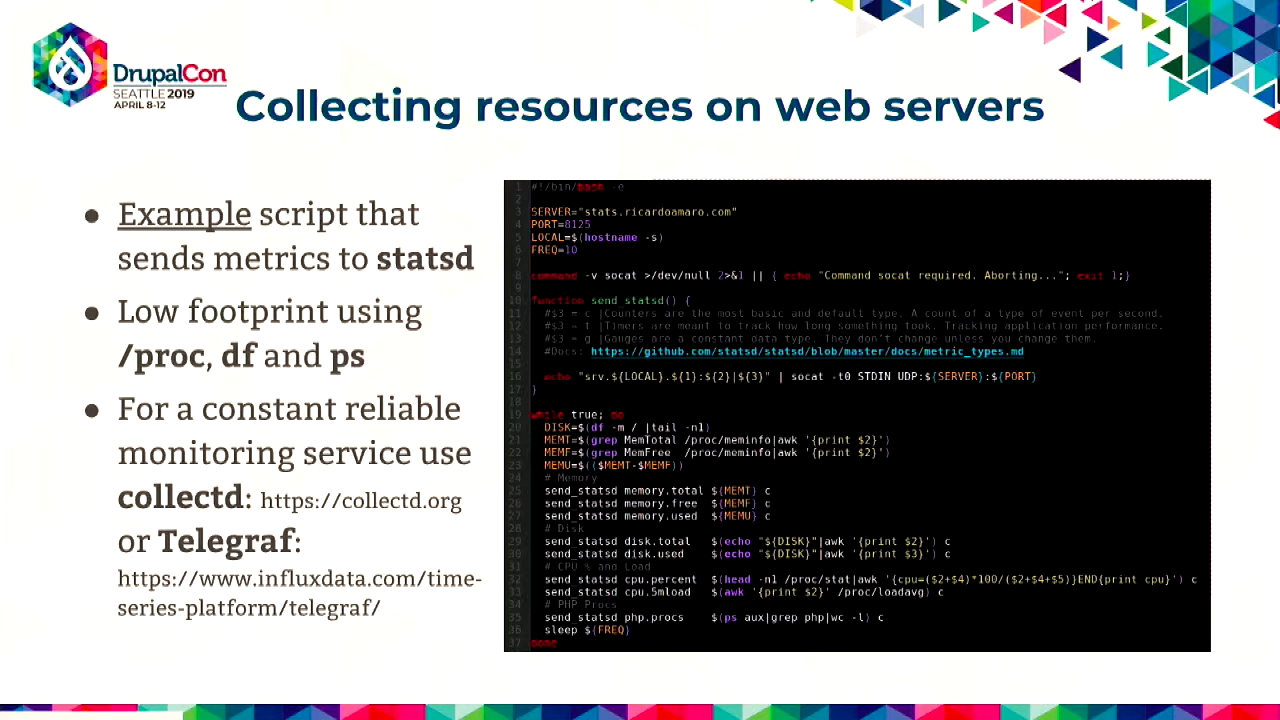 DrupalCon
SEATTLE 2019
APRIL 8-12
Collecting resources on web servers
● Example script that
sends metrics to statsd
● Low footprint using
/proc, df and ps
● For a constant reliable
monitoring service use
collectd: https://collectd.org
or Telegraf:
https://www.influxdata.com/time-
series-platform/telegraf/
1 #!/bin/bash -e
2
3 SERVER="stats.ricardoamaro.com"
4 PORT=8125
5 LOCAL=$(hostname -s)
6 FREQ=10
7
8 command -v socat >/dev/null 2>&1 || { echo "Command socat required. Aborting..."; exit 1;}
9
10 function send_statsd() {
11 #$3 = c |Counters are the most basic and default type. A count of a type of event per second.
12 #$3 = t |Timers are meant to track how long something took. Tracking application performance.
13 #$3 = g |Gauges are a constant data type. They don't change unless you change them.
14 #Docs: https://github.com/statsd/statsd/blob/master/docs/metric_types.md
15
16 echo "srv.${LOCAL}.${1}:${2}|${3}" | socat -t0 STDIN UDP:${SERVER}:${PORT}
17 }
18
19 while true; do
20 DISK=$(df -m / |tail -n1)
21 MEMT=$(grep MemTotal /proc/meminfo|awk '{print $2}')
22 MEMF=$(grep MemFree /proc/meminfo|awk '{print $2}')
23 MEMU=$(($MEMT-$MEMF))
24 # Memory
25 send_statsd memory.total ${MEMT} c
26 send_statsd memory.free ${MEMF} c
27 send_statsd memory.used ${MEMU} c
28 # Disk
29 send_statsd disk.total $(echo "${DISK}"|awk '{print $2}') c
30 send_statsd disk.used $(echo "${DISK}"|awk '{print $3}') c
31 # CPU % and Load
32 send_statsd cpu.percent $(head -n1 /proc/stat|awk '{cpu=($2+$4)*100/($2+$4+$5)}END{print cpu}') c
33 send_statsd cpu.5mload $(awk '{print $2}' /proc/loadavg) c
34 # PHP Procs
35 send_statsd php.procs $(ps aux|grep php|wc -l) c
36 sleep ${FREQ}
37 done